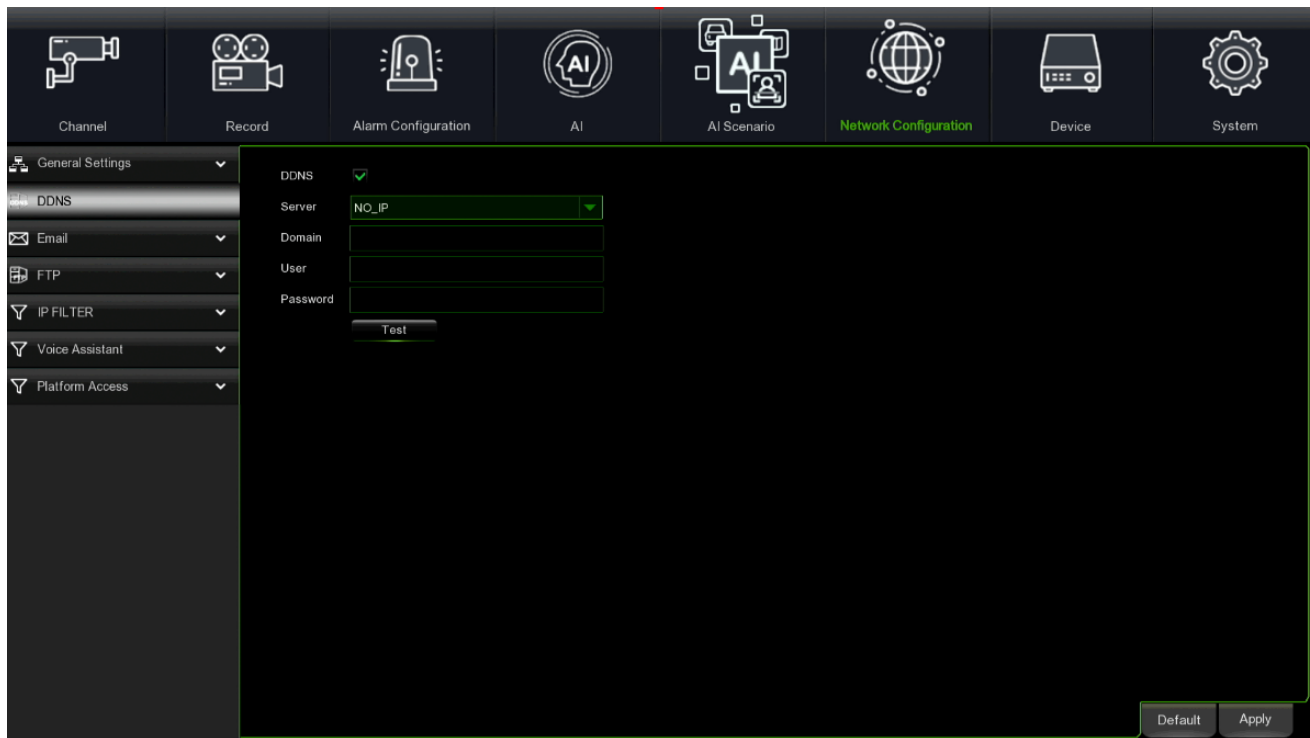 AI
AI
Channel
Record
Alarm Configuration
AI
AI Scenario
Network Configuration
Device
System
General Settings
DDNS
Email
FTP
IP FILTER
Voice Assistant
Platform Access
DDNS
Server NO_IP
Domain
User
Password
Test
Default
Apply